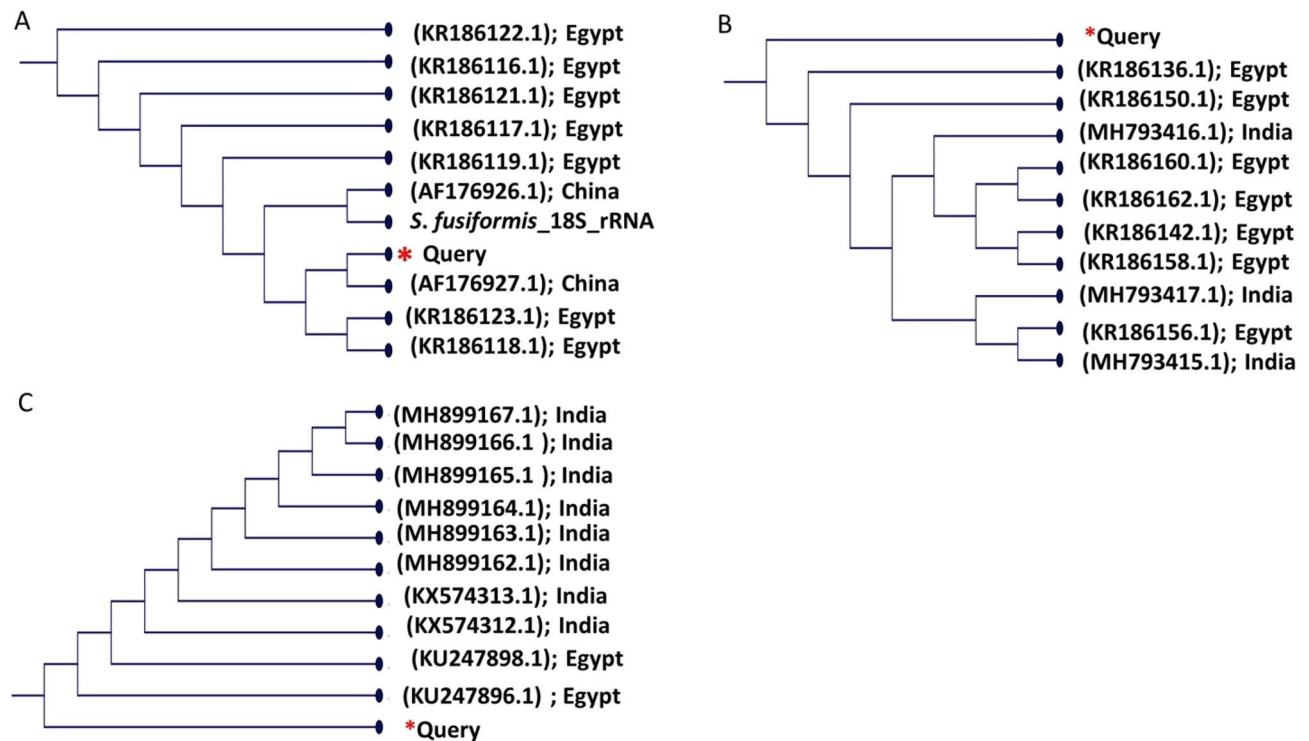 A
(KR186122.1); Egypt
(KR186116.1); Egypt
(KR186121.1); Egypt
(KR186117.1); Egypt
(KR186119.1); Egypt
(AF176926.1); China
S. fusiformis_18S_rRNA
* Query
(AF176927.1); China
(KR186123.1); Egypt
(KR186118.1); Egypt
B
*Query
(KR186136.1); Egypt
(KR186150.1); Egypt
(MH793416.1); India
(KR186160.1); Egypt
(KR186162.1); Egypt
(KR186142.1); Egypt
(KR186158.1); Egypt
(MH793417.1); India
(KR186156.1); Egypt
(MH793415.1); India
C
(MH899167.1); India
(MH899166.1 ); India
(MH899165.1 ); India
(MH899164.1); India
(MH899163.1); India
(MH899162.1); India
(KX574313.1); India
(KX574312.1); India
(KU247898.1); Egypt
(KU247896.1) ; Egypt
*Query